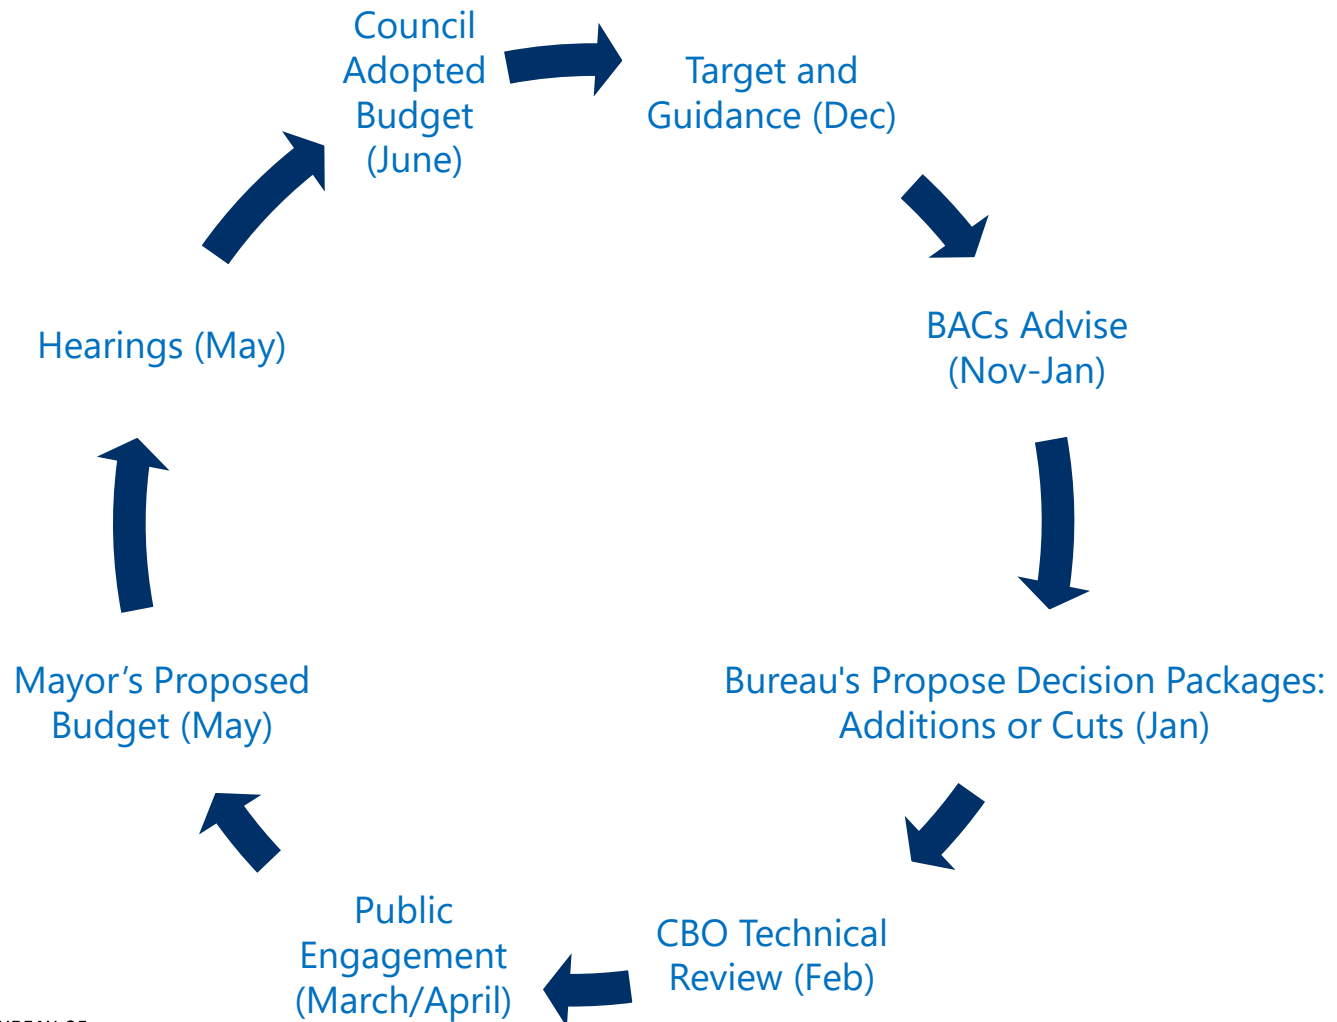 Council
Adopted
Budget
(June)
Target and
Guidance (Dec)
BACs Advise
(Nov-Jan)
Bureau's Propose Decision Packages:
Additions or Cuts (Jan)
CBO Technical
Review (Feb)
Public
Engagement
(March/April)
Mayor’s Proposed
Budget (May)
Hearings (May)